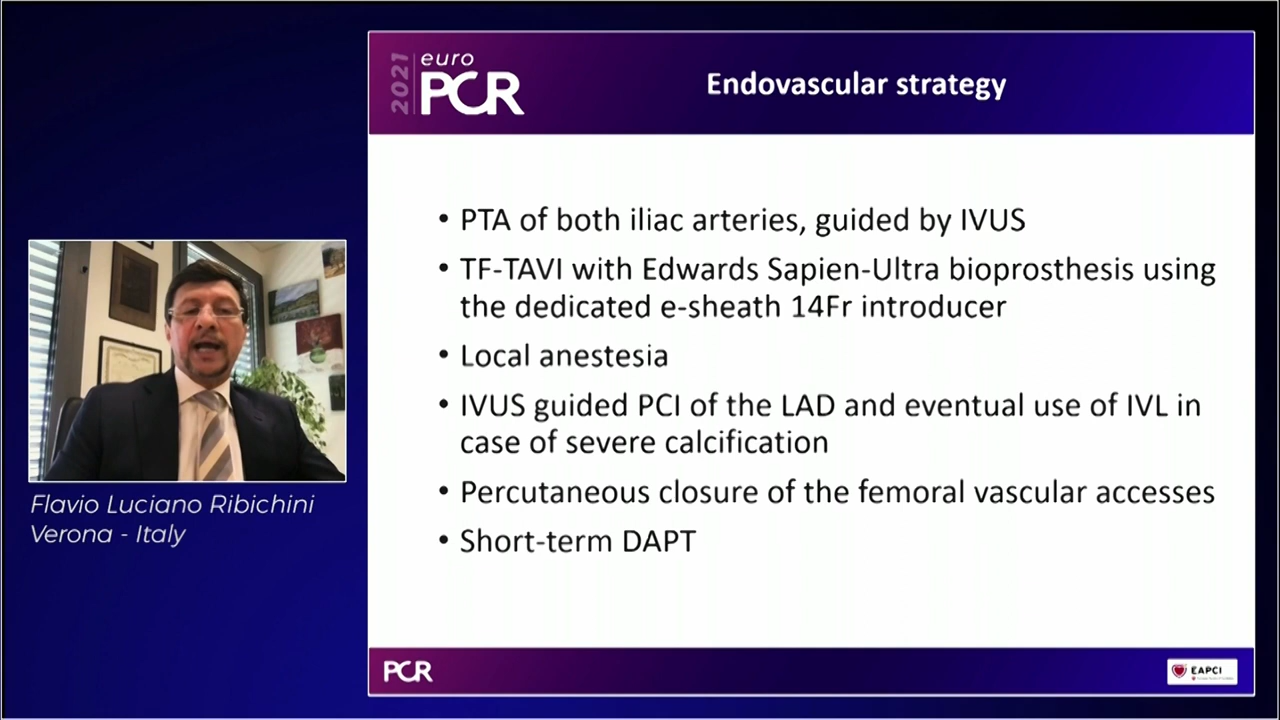 2021
euro
PCR
Endovascular strategy
• PTA of both iliac arteries, guided by IVUS
• TF-TAVI with Edwards Sapien-Ultra bioprosthesis using
the dedicated e-sheath 14Fr introducer
• Local anestesia
• IVUS guided PCI of the LAD and eventual use of IVL in
case of severe calcification
• Percutaneous closure of the femoral vascular accesses
• Short-term DAPT
Flavio Luciano Ribichini
Verona - Italy
PCR
EAPCI